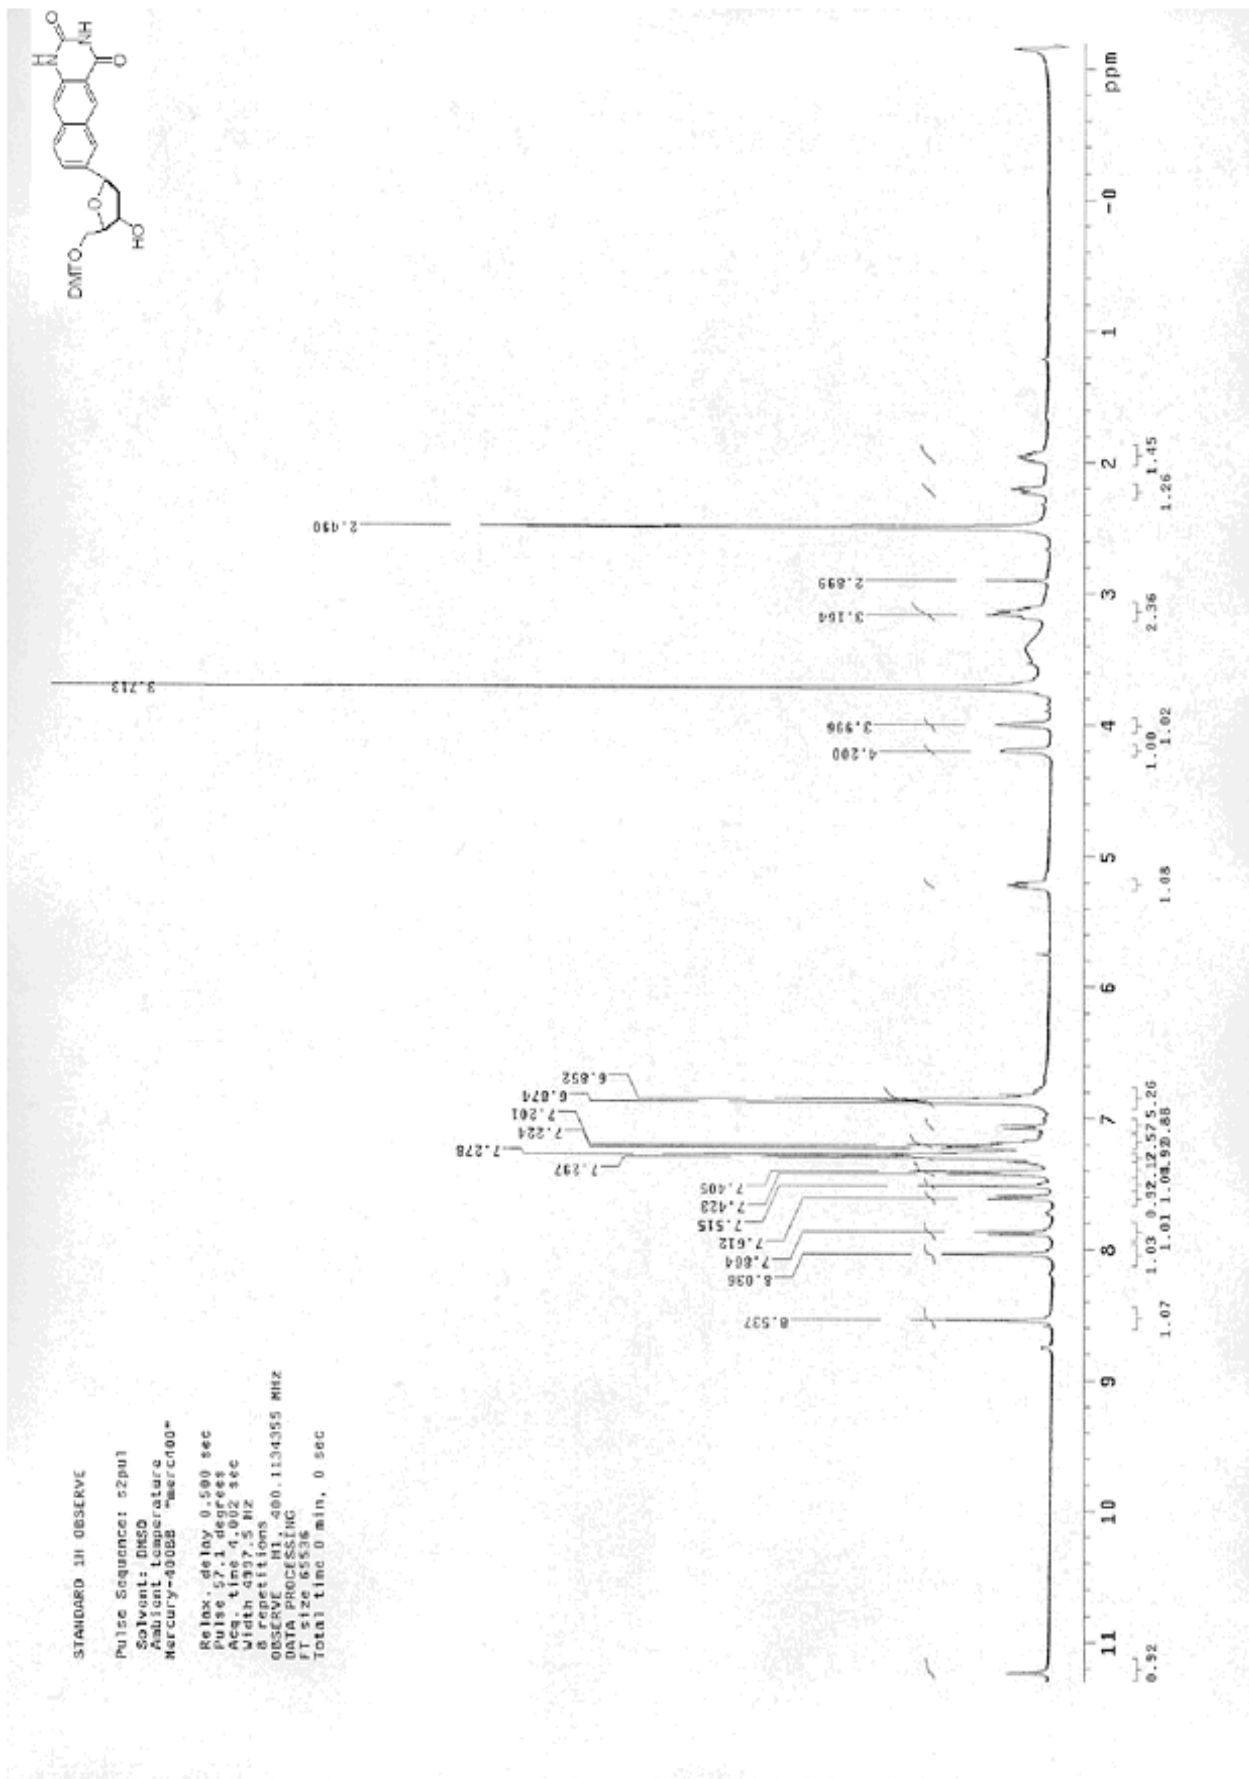 STANDARD 1H OBSERVE
Pulse Sequence: s2pul
Solvent: DMSO
Ambient temperature
Mercury-400BB "merc400"
Relax. delay 0.500 sec
Pulse 57.1 degrees
Acq. time 4.002 sec
Width 4997.5 Hz
8 repetitions
OBSERVE H1, 400.1134355 MHz
DATA PROCESSING
FT size 65536
Total time 0 min, 0 sec
DMTO
HO
O
H
N
O
NH
O
8.537
8.036
7.864
7.612
7.515
7.423
7.405
7.297
7.278
7.224
7.201
6.874
6.852
4.200
3.996
3.713
3.164
2.895
2.490
11 10 9 8 7 6 5 4 3 2 1 -0 ppm
0.92
1.07
1.03
1.01
5.26
0.88
1.08
1.00
1.02
2.36
1.26
1.45